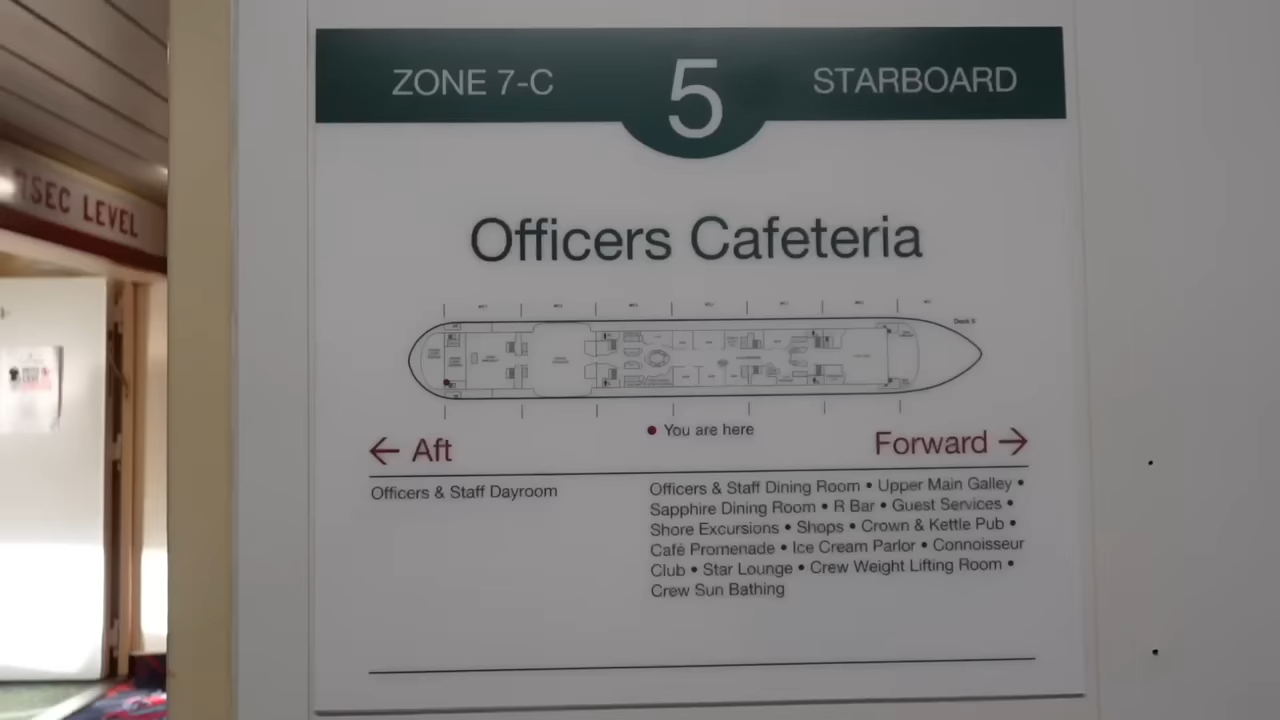 ZONE 7-C
5
STARBOARD
SEC LEVEL
Officers Cafeteria
Deck 5
You are here
← Aft
Forward →
Officers & Staff Dayroom
Officers & Staff Dining Room • Upper Main Galley •
Sapphire Dining Room • R Bar • Guest Services •
Shore Excursions • Shops • Crown & Kettle Pub •
Café Promenade • Ice Cream Parlor • Connoisseur
Club • Star Lounge • Crew Weight Lifting Room •
Crew Sun Bathing